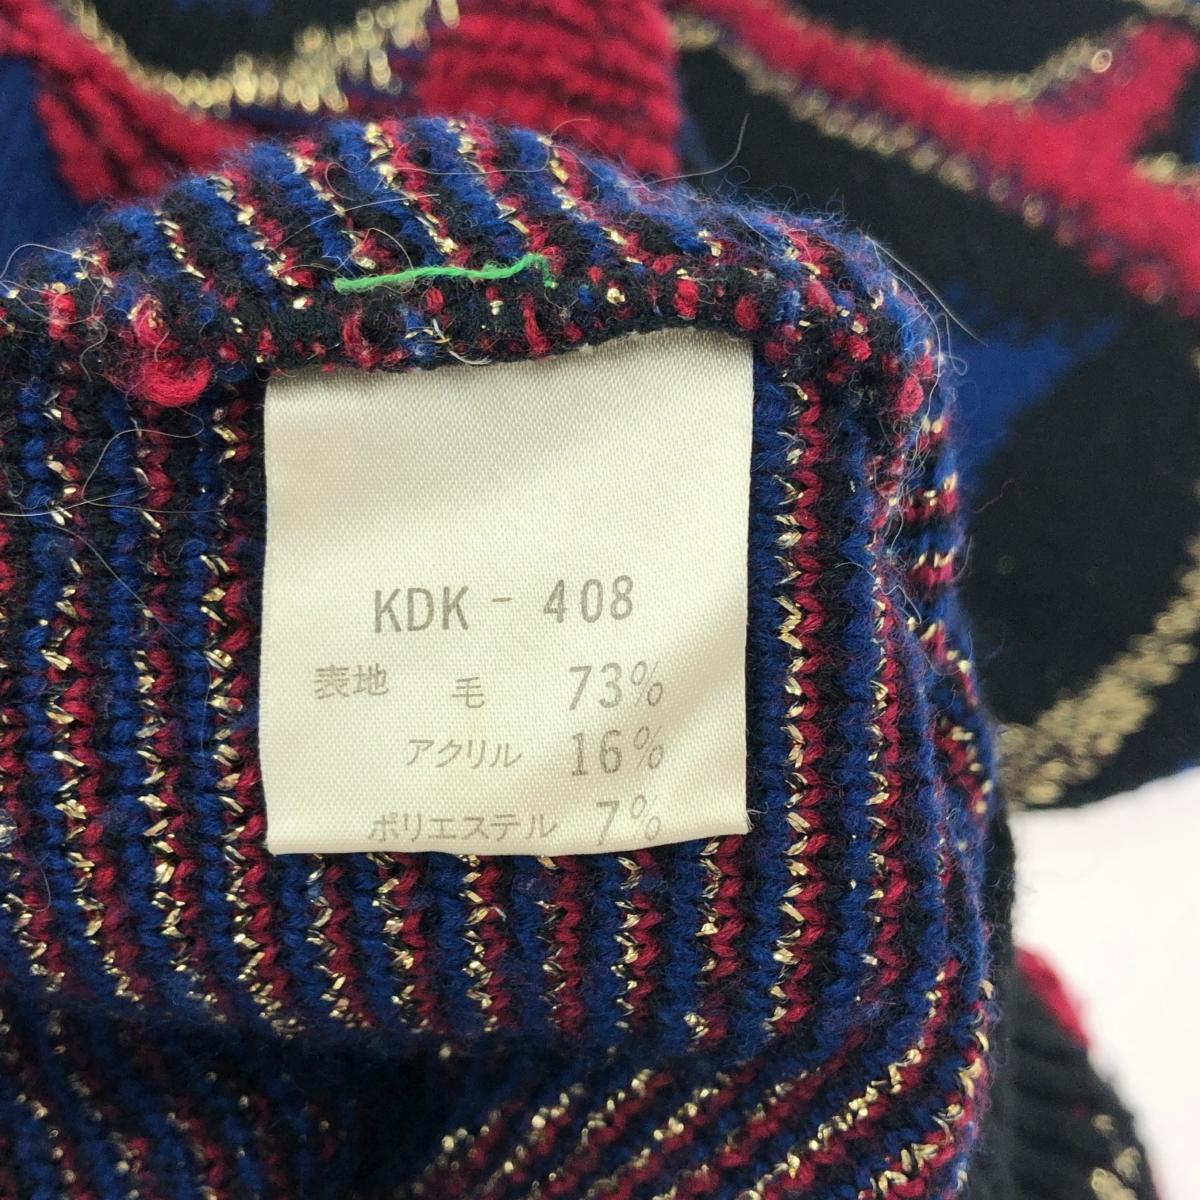 KDK - 408
表地 毛 73%
アクリル 16%
ポリエステル 7%